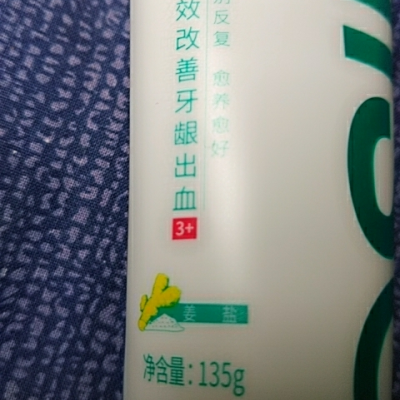 效改善牙龈出血
反复 愈养愈好
3+
姜盐
净含量:135g